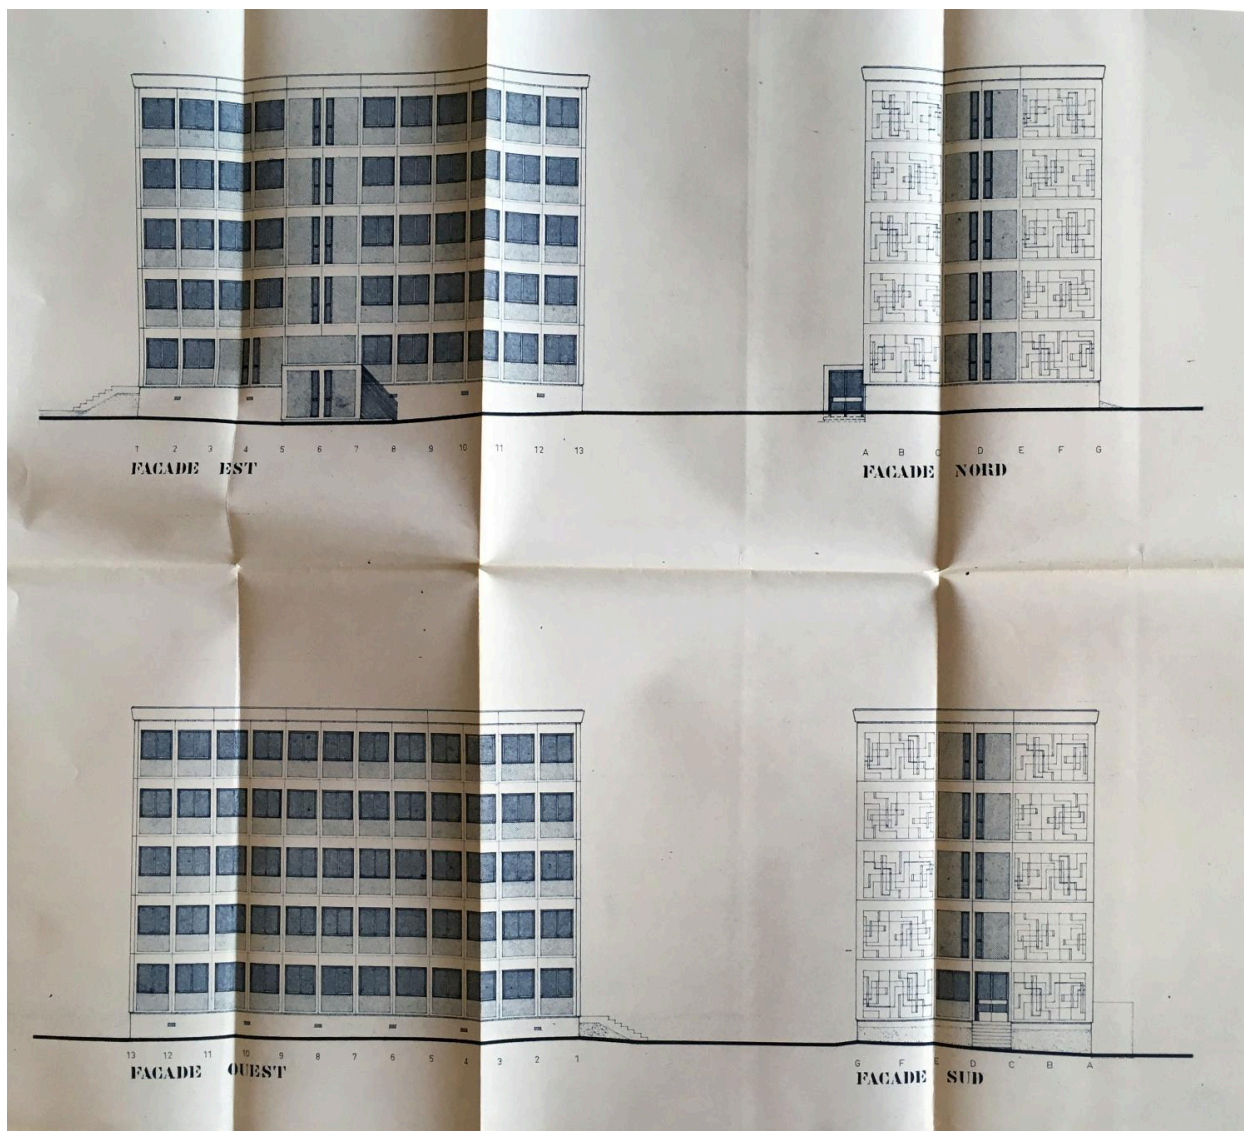 1 2 3 4 5 6 7 8 9 10 11 12 13
FACADE EST
A B C D E F G
FACADE NORD
13 12 11 10 9 8 7 6 5 4 3 2 1
FACADE OUEST
G F E D C B A
FACADE SUD